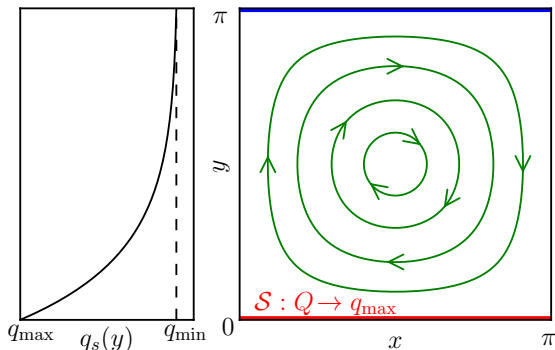 π
y
S : Q → q_max
q_max q_s(y) q_min
0 x π